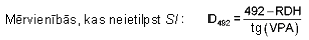 Mērvienībās, kas neietilpst SI : D₄₉₂ = 492 – RDH / tg (VPA)